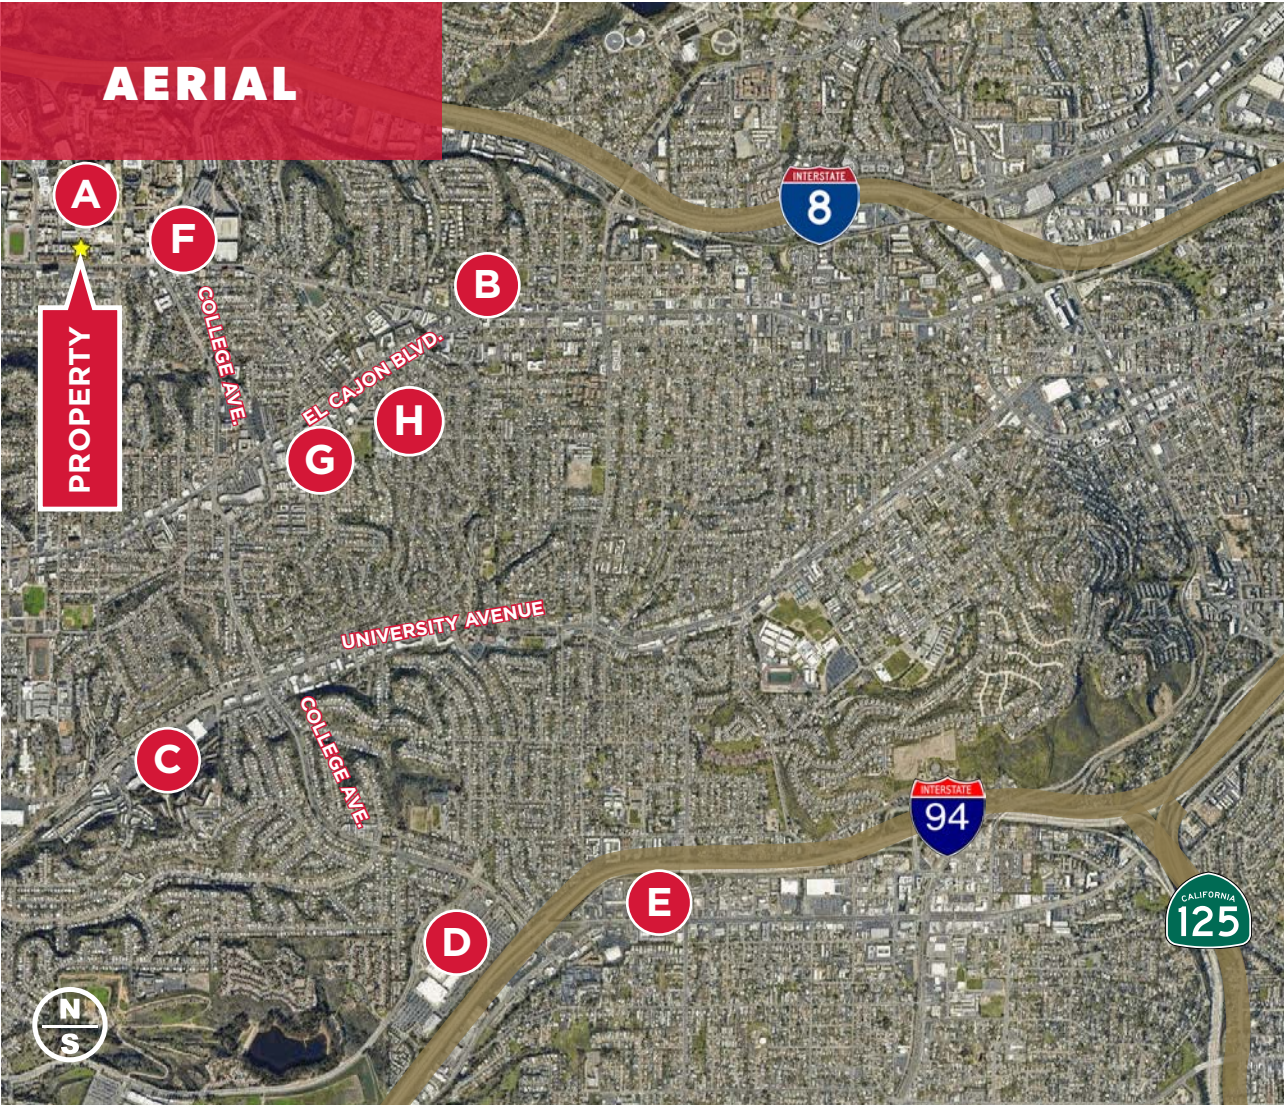 AERIAL
A
F
INTERSTATE
8
B
PROPERTY
COLLEGE AVE.
EL CAJON BLVD.
H
G
UNIVERSITY AVENUE
COLLEGE AVE.
C
INTERSTATE
94
E
CALIFORNIA
125
D
N
S